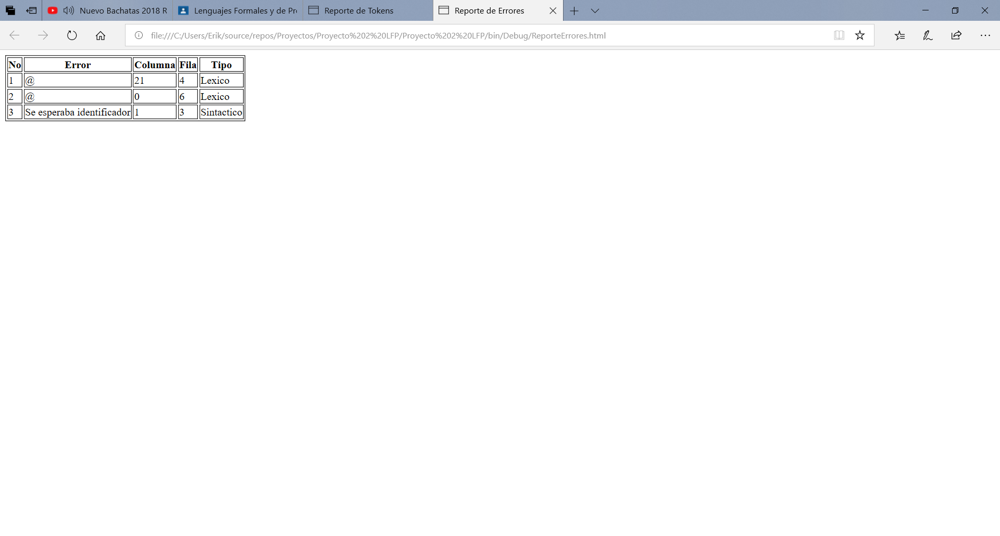 Nuevo Bachatas 2018 R Lenguajes Formales y de Pr Reporte de Tokens Reporte de Errores
file:///C:/Users/Erik/source/repos/Proyectos/Proyecto%202%20LFP/Proyecto%202%20LFP/bin/Debug/ReporteErrores.html
No Error Columna Fila Tipo
1 @ 21 4 Lexico
2 @ 0 6 Lexico
3 Se esperaba identificador 1 3 Sintactico